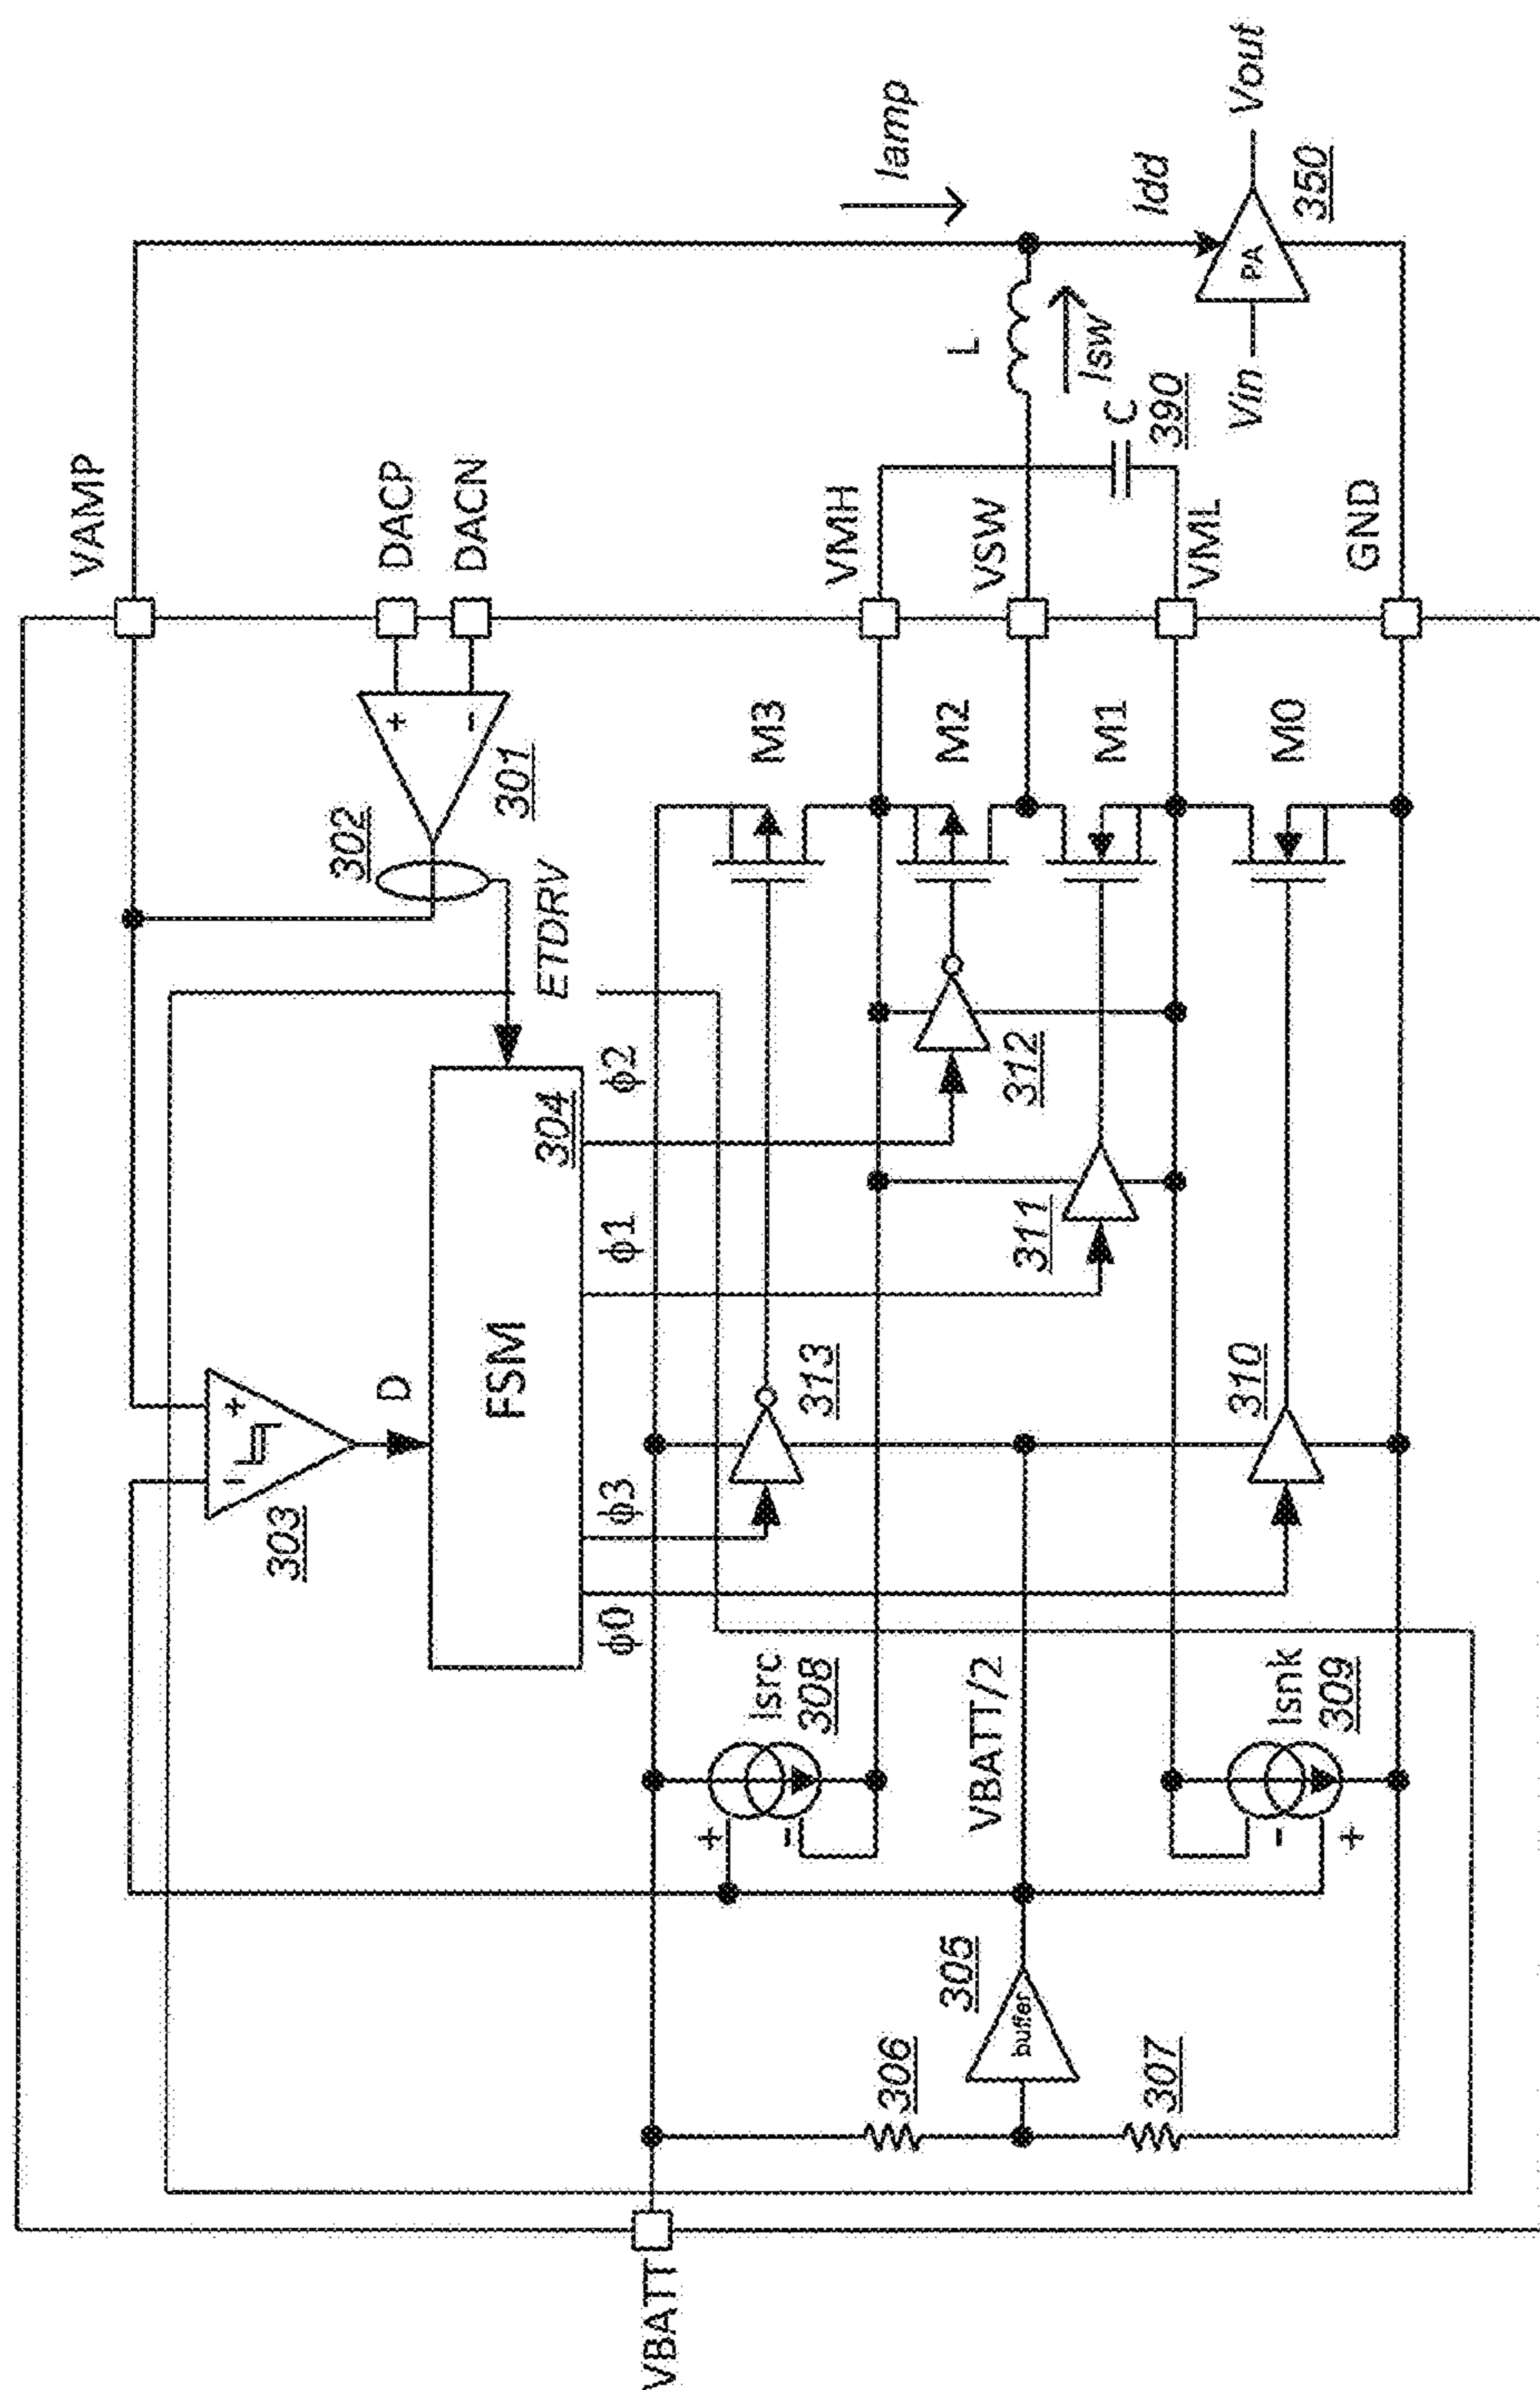 VAMP
DACP
DACN
+
-
301
302
ETDRV
+
-
303
D
FSM
304
ϕ0
ϕ3
ϕ1
ϕ2
Iamp
VMH
VSW
VML
GND
L
Isw
C
390
Idd
PA
350
Vin
Vout
M3
M2
M1
M0
313
312
311
310
Isrc
308
+
-
VBATT/2
Isnk
309
-
+
305
buffer
306
307
VBATT